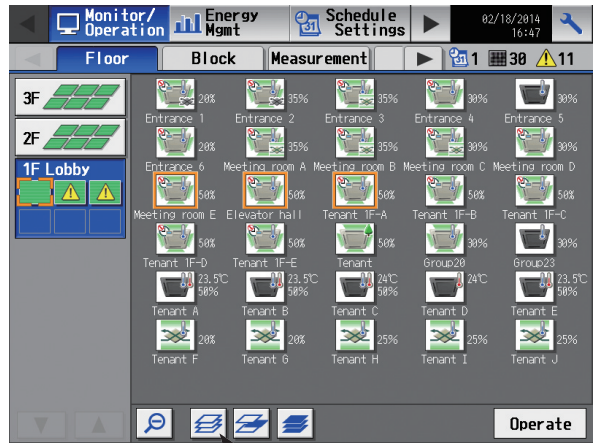 Monitor/
Operation
Energy
Mgmt
31
Schedule
Settings
02/18/2014
16:47
Floor
Block
Measurement
31 1
30
11
3F
2F
1F Lobby
20% 35% 35% 30% 30%
Entrance 1 Entrance 2 Entrance 3 Entrance 4 Entrance 5
20% 35% 35% 30% 30%
Entrance 6 Meeting room A Meeting room B Meeting room C Meeting room D
50% 50% 50% 50% 50%
Meeting room E Elevator hall Tenant 1F-A Tenant 1F-B Tenant 1F-C
50% 50% 50% 30% 30%
Tenant 1F-D Tenant 1F-E Tenant Group20 Group23
23.5℃ 23.5℃ 24℃ 24℃ 23.5℃
50% 50% 50% 50%
Tenant A Tenant B Tenant C Tenant D Tenant E
20% 20% 25% 25% 25%
Tenant F Tenant G Tenant H Tenant I Tenant J
Operate